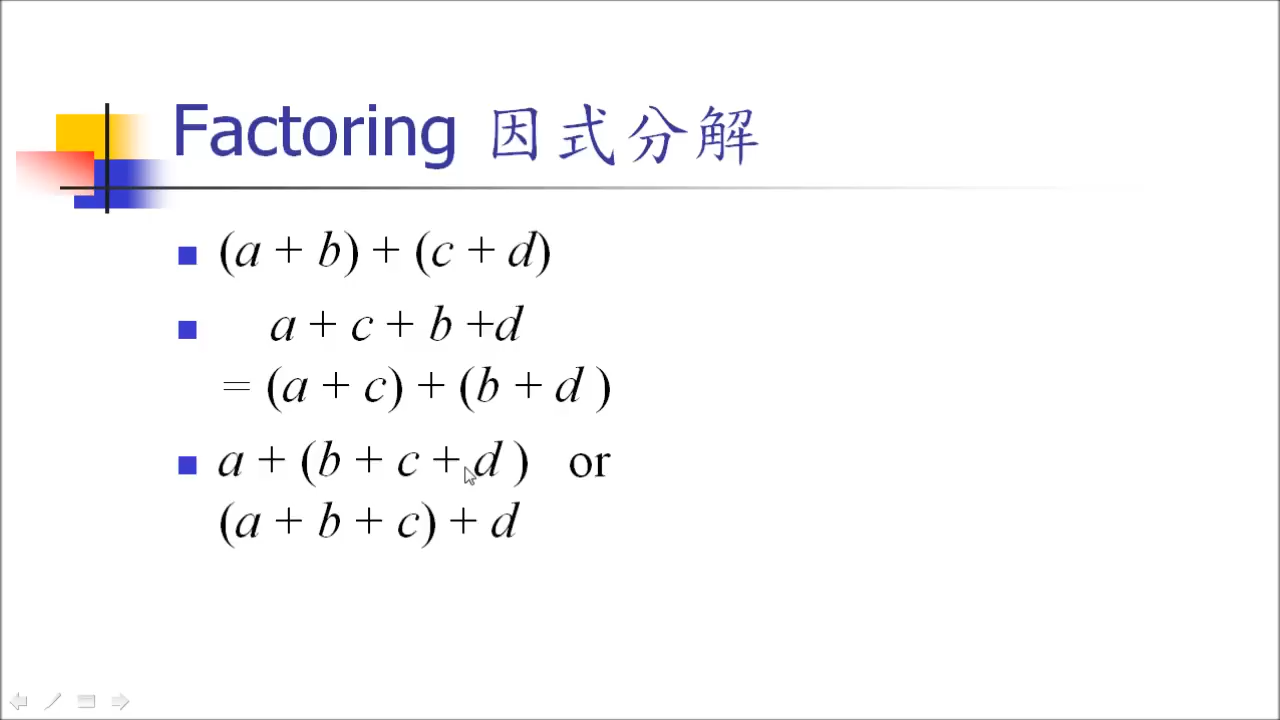 Factoring 因式分解
(a + b) + (c + d)
a + c + b +d
= (a + c) + (b + d )
a + (b + c + d ) or
(a + b + c) + d